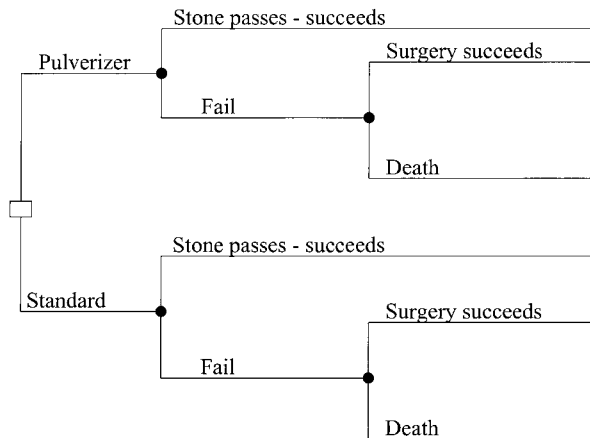 Stone passes - succeeds
Pulverizer
Surgery succeeds
Fail
Death
Stone passes - succeeds
Standard
Surgery succeeds
Fail
Death